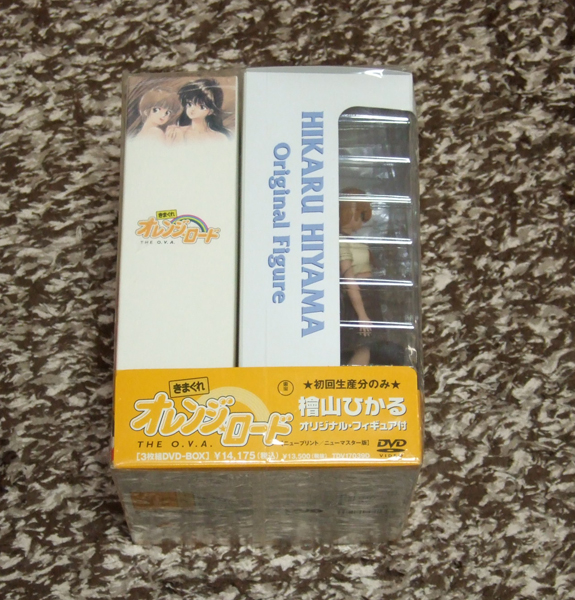 きまぐれ
オレンジ★ロード
THE O.V.A.
HIKARU HIYAMA
Original Figure
きまぐれ
オレンジ★ロード
THE O.V.A.
【3枚組DVD-BOX】¥14,175(税込)
★初回生産分のみ★
檜山ひかる
オリジナル・フィギュア付
ニュープリント/ニューマスター版】
DVD